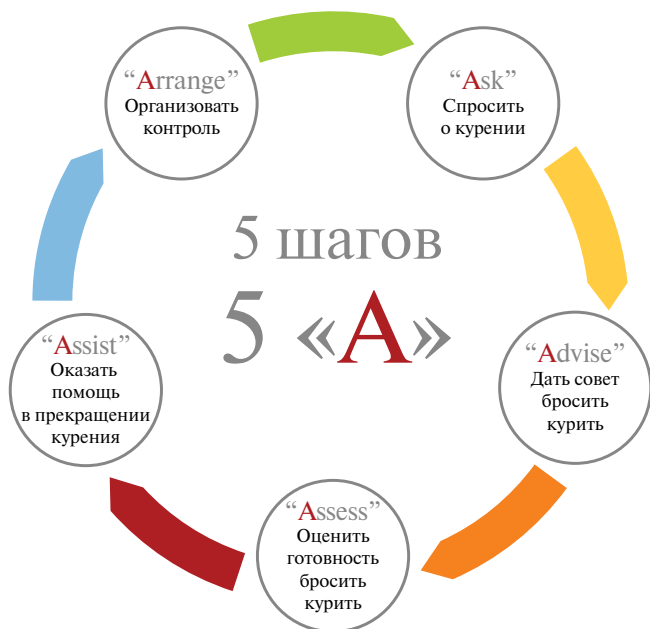 5 шагов
5 «А»
“Ask”
Спросить
о курении
“Advise”
Дать совет
бросить
курить
“Assess”
Оценить
готовность
бросить
курить
“Assist”
Оказать
помощь
в прекращении
курения
“Arrange”
Организовать
контроль